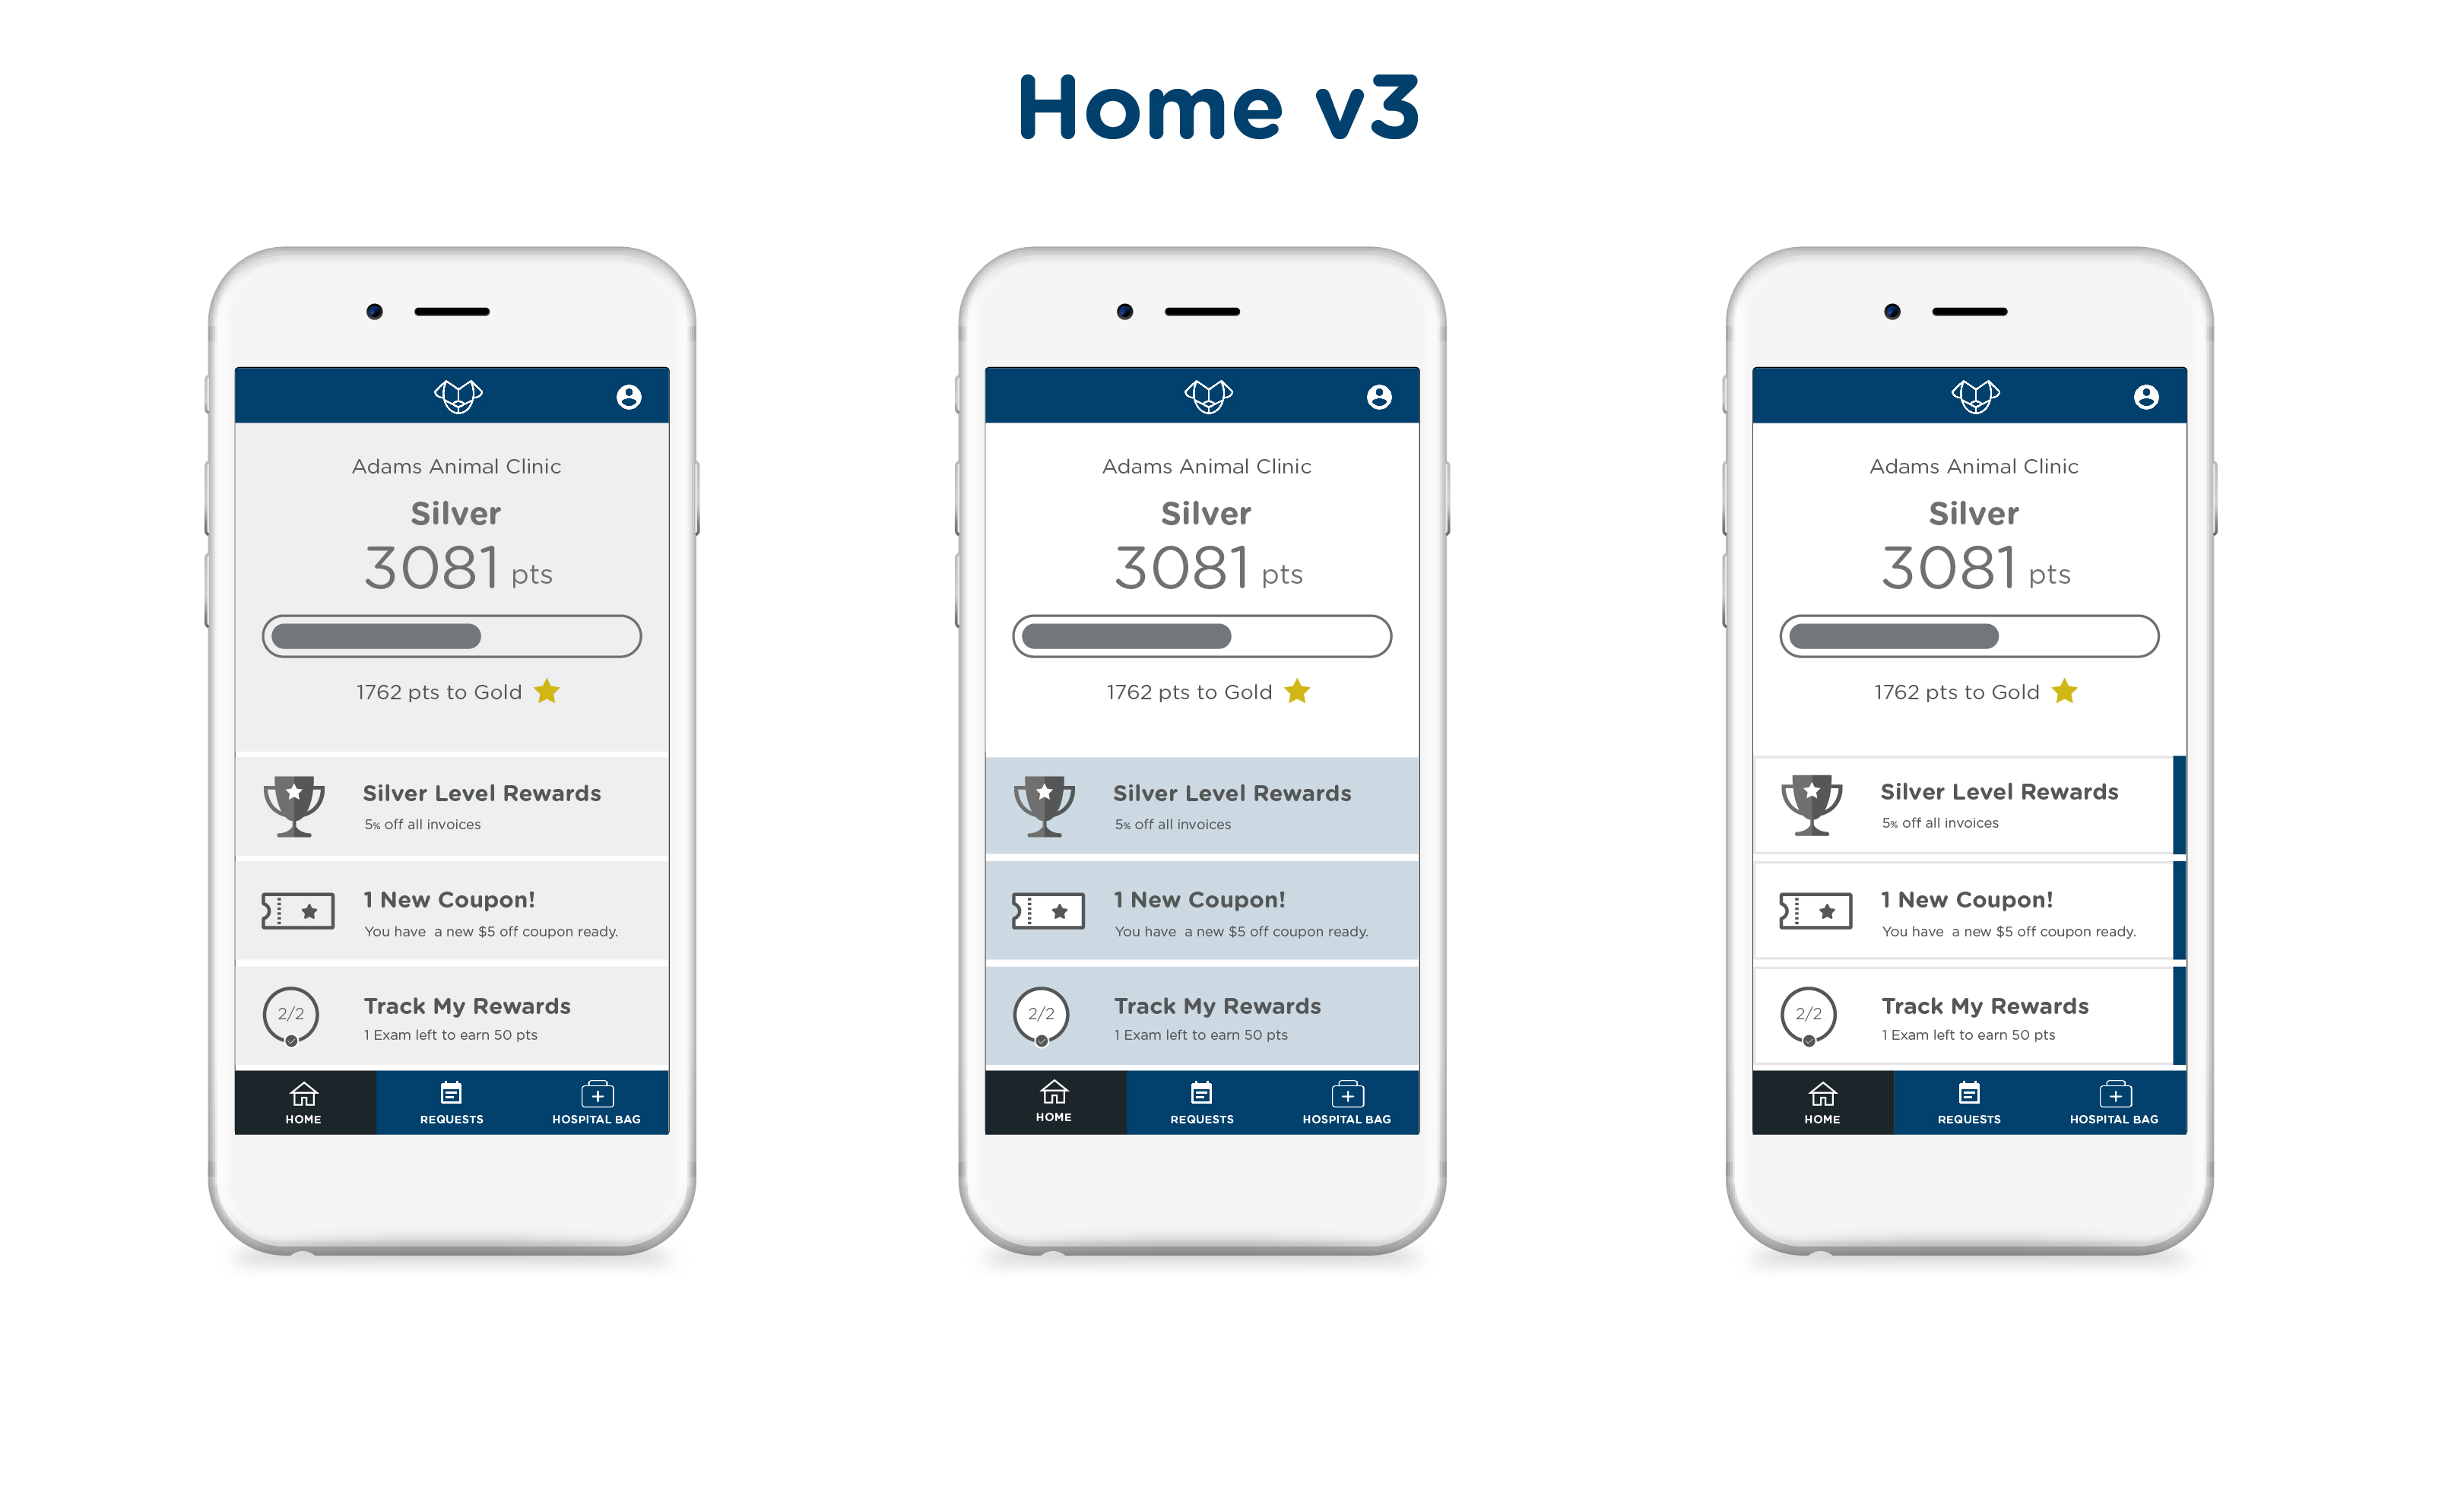 Home v3
Adams Animal Clinic
Silver
3081 pts
1762 pts to Gold
Silver Level Rewards
5% off all invoices
1 New Coupon!
You have  a new $5 off coupon ready.
2/2
Track My Rewards
1 Exam left to earn 50 pts
HOME
REQUESTS
HOSPITAL BAG
Adams Animal Clinic
Silver
3081 pts
1762 pts to Gold
Silver Level Rewards
5% off all invoices
1 New Coupon!
You have  a new $5 off coupon ready.
2/2
Track My Rewards
1 Exam left to earn 50 pts
HOME
REQUESTS
HOSPITAL BAG
Adams Animal Clinic
Silver
3081 pts
1762 pts to Gold
Silver Level Rewards
5% off all invoices
1 New Coupon!
You have  a new $5 off coupon ready.
2/2
Track My Rewards
1 Exam left to earn 50 pts
HOME
REQUESTS
HOSPITAL BAG